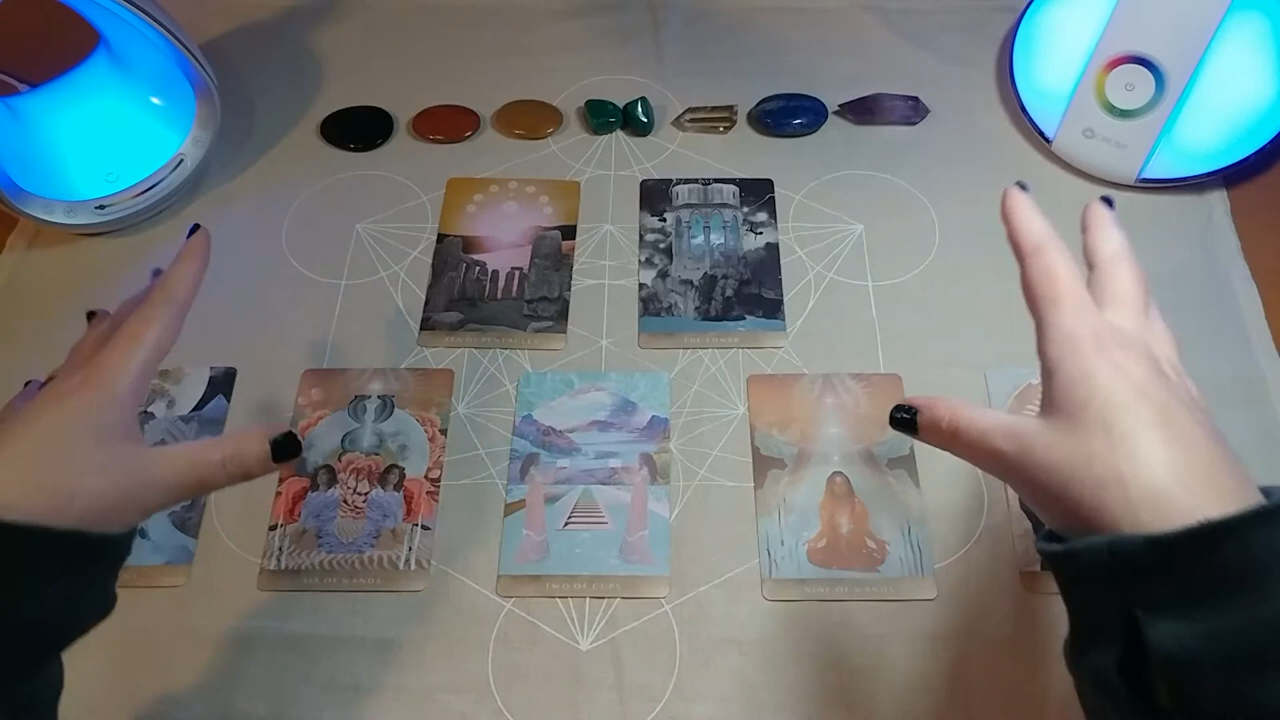 TEN OF PENTACLES
THE TOWER
SIX OF WANDS
TWO OF CUPS
NINE OF WANDS